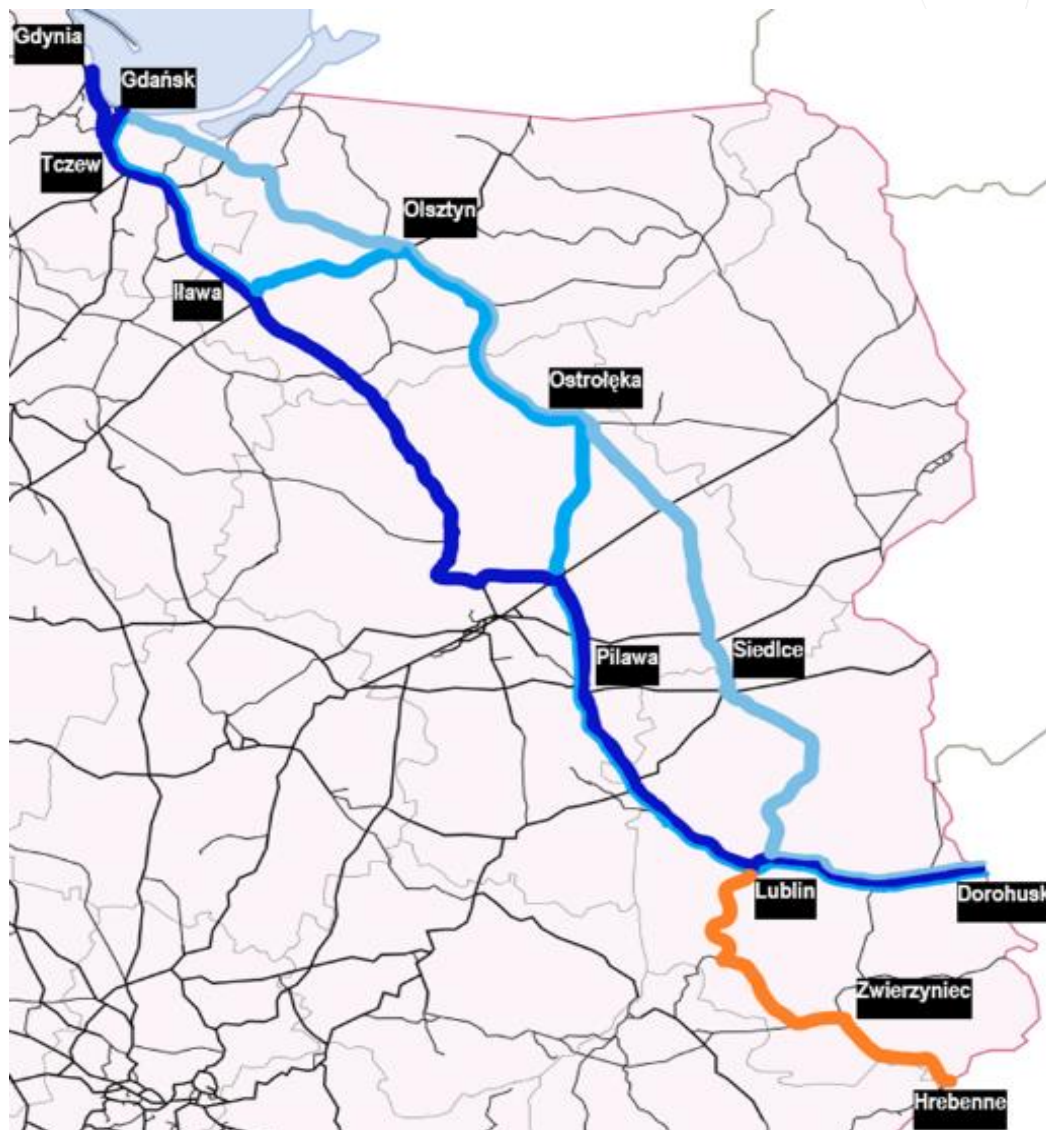 Gdynia
Gdańsk
Tczew
Olsztyn
Iława
Ostrołęka
Siedlce
Pilawa
Lublin
Dorohusk
Zwierzyniec
Hrebenne